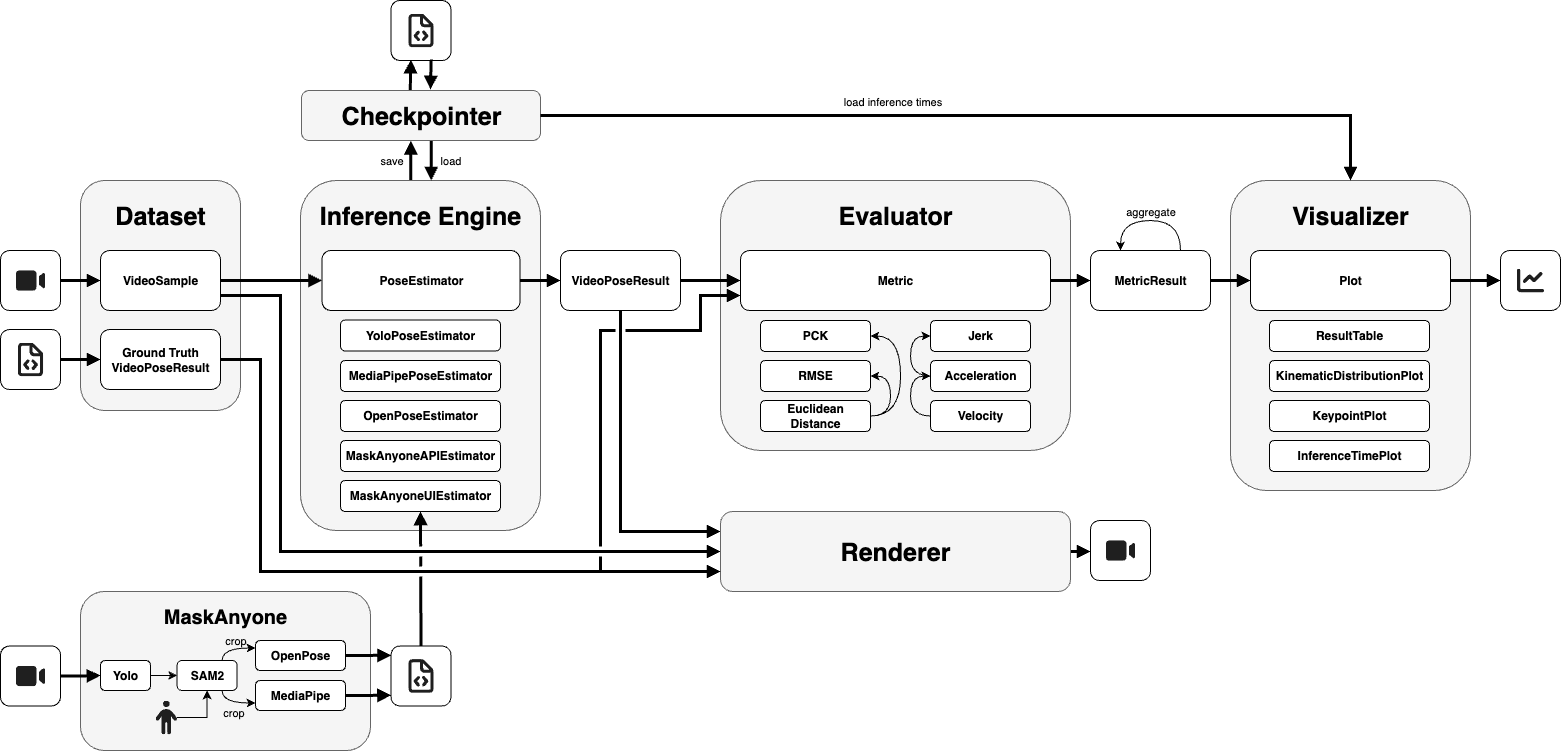 Checkpointer
load inference times
save
load
Dataset
VideoSample
Ground Truth
VideoPoseResult
Inference Engine
PoseEstimator
YoloPoseEstimator
MediaPipePoseEstimator
OpenPoseEstimator
MaskAnyoneAPIEstimator
MaskAnyoneUIEstimator
VideoPoseResult
Evaluator
Metric
PCK
Jerk
RMSE
Acceleration
Euclidean
Distance
Velocity
aggregate
MetricResult
Visualizer
Plot
ResultTable
KinematicDistributionPlot
KeypointPlot
InferenceTimePlot
Renderer
MaskAnyone
Yolo
SAM2
crop
OpenPose
MediaPipe
crop